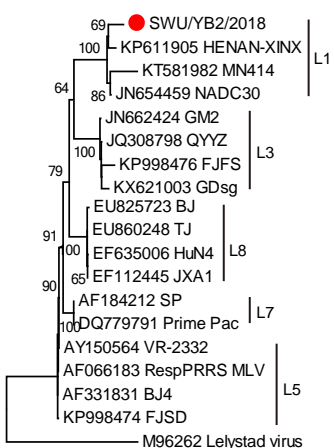 69 SWU/YB2/2018
100 KP611905 HENAN-XINX
L1
KT581982 MN414
64
86 JN654459 NADC30
JN662424 GM2
JQ308798 QYYZ
L3
100
KP998476 FJFS
79
KX621003 GDsg
EU825723 BJ
91
EU860248 TJ
100
EF635006 HuN4
L8
65 EF112445 JXA1
90
AF184212 SP
L7
100 DQ779791 Prime Pac
AY150564 VR-2332
AF066183 RespPRRS MLV
L5
AF331831 BJ4
KP998474 FJSD
M96262 Lelystad virus